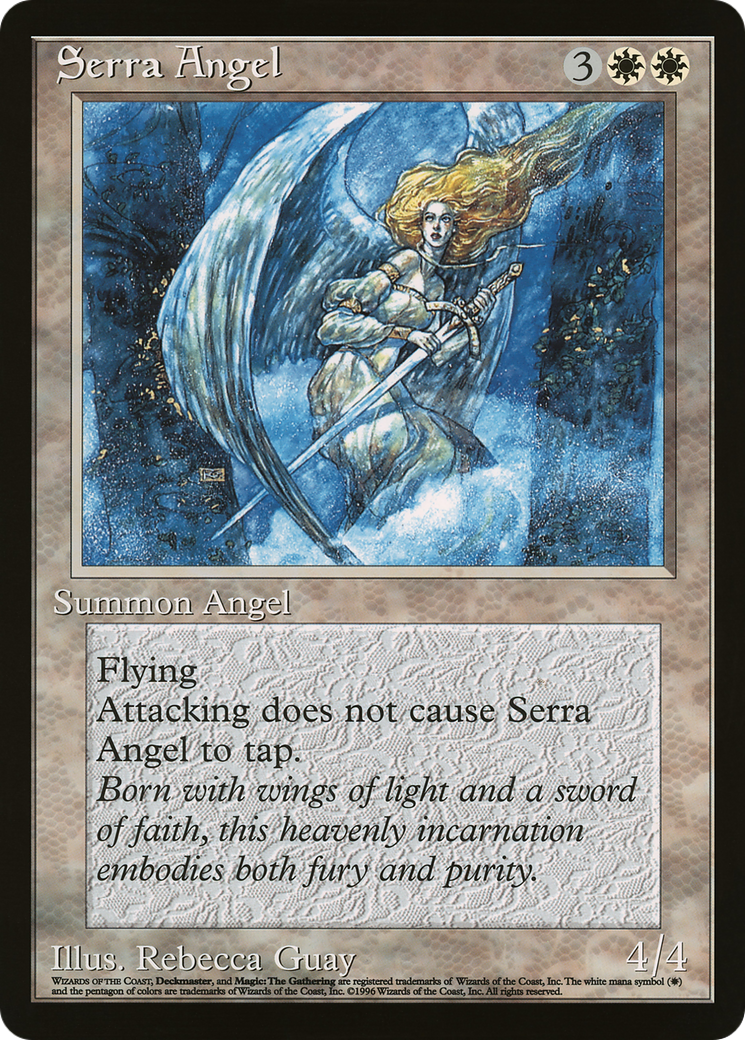 Serra Angel 3
Summon Angel
Flying
Attacking does not cause Serra
Angel to tap.
Born with wings of light and a sword
of faith, this heavenly incarnation
embodies both fury and purity.
Illus. Rebecca Guay 4/4
WIZARDS OF THE COAST, Deckmaster, and Magic: The Gathering are registered trademarks of Wizards of the Coast, Inc. The white mana symbol (☀)
and the pentagon of colors are trademarks of Wizards of the Coast, Inc. ©1996 Wizards of the Coast, Inc. All rights reserved.